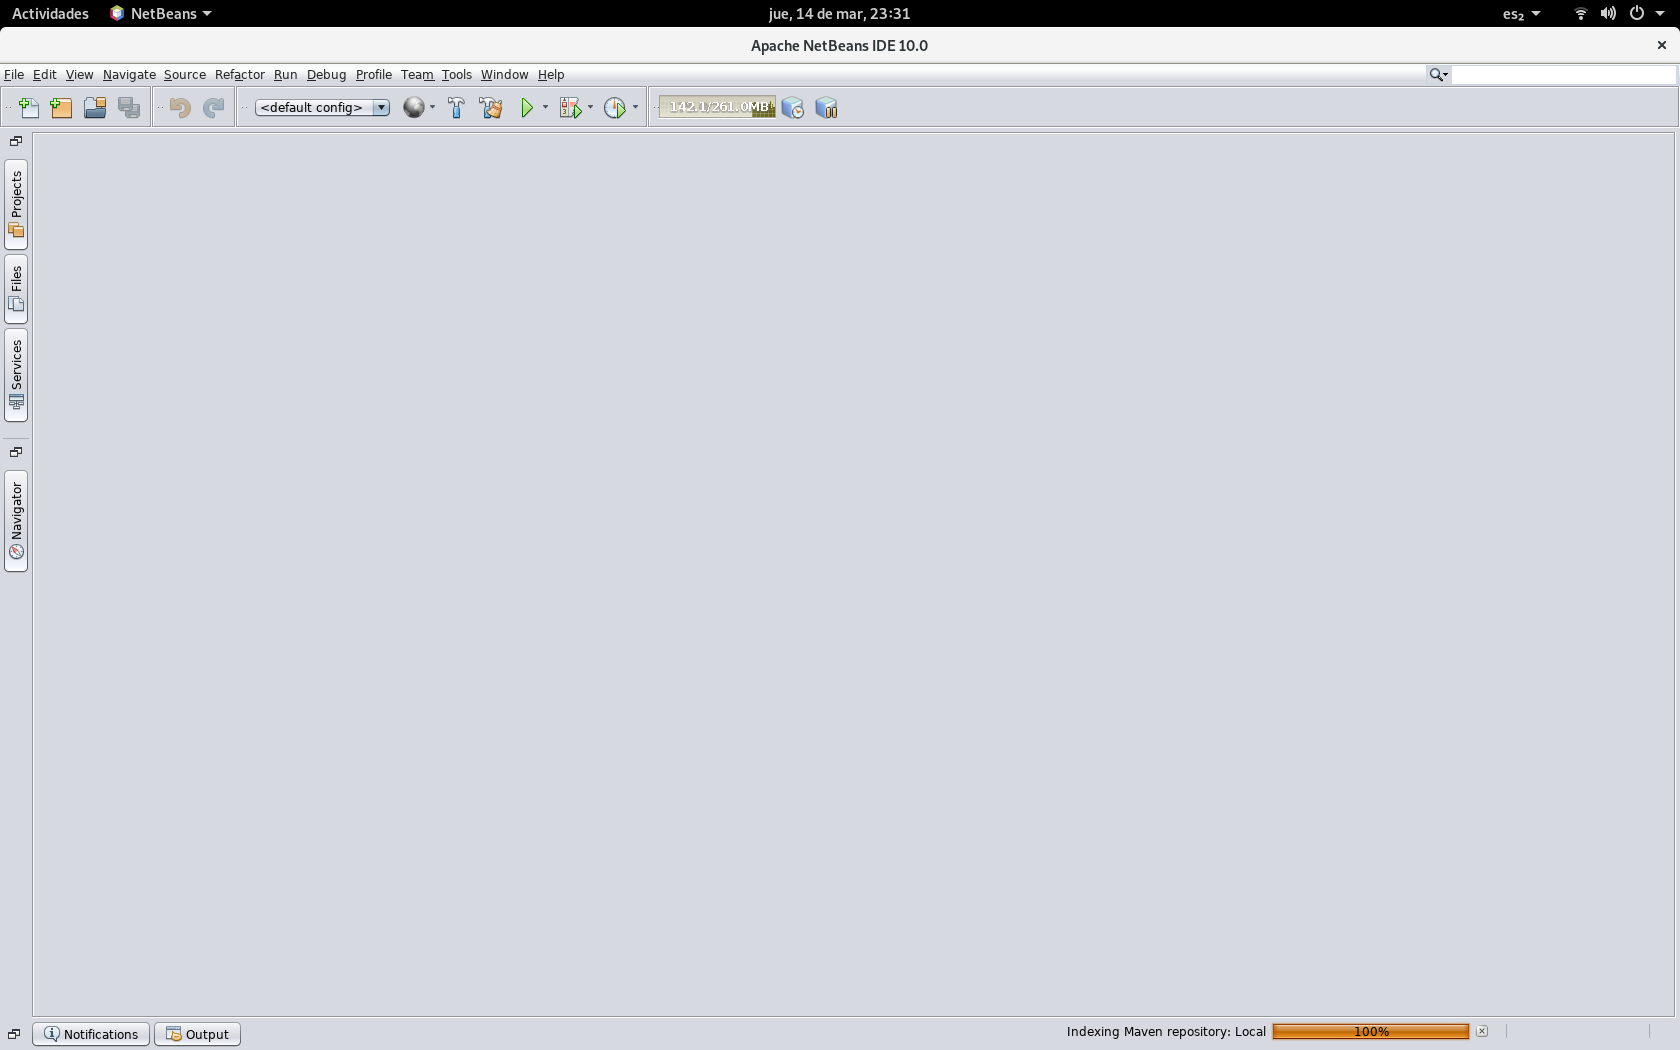 Actividades NetBeans jue, 14 de mar, 23:31 es₂
Apache NetBeans IDE 10.0
File Edit View Navigate Source Refactor Run Debug Profile Team Tools Window Help
<default config> 142.1/261.0MB
Projects
Files
Services
Navigator
Notifications Output Indexing Maven repository: Local 100%